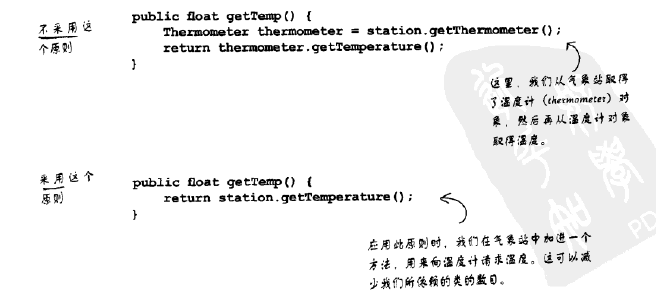 不采用这
个原则
public float getTemp() {
Thermometer thermometer = station.getThermometer();
return thermometer.getTemperature();
}
这里，我们从气象站取得
了温度计（thermometer）对
象，然后再从温度计对象
取得温度。
采用这个
原则
public float getTemp() {
return station.getTemperature();
}
应用此原则时，我们在气象站中加进一个
方法，用来向温度计请求温度。这可以减
少我们所依赖的类的数目。
PD